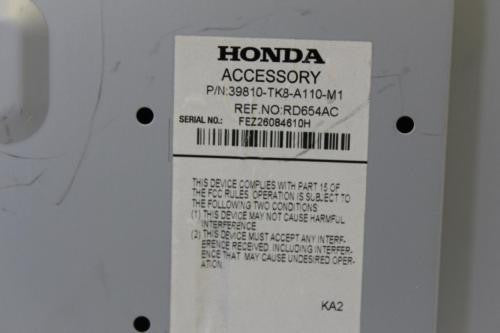 HONDA
ACCESSORY
P/N:39810-TK8-A110-M1
REF.NO:RD654AC
SERIAL NO.: FEZ26084610H
THIS DEVICE COMPLIES WITH PART 15 OF
THE FCC RULES. OPERATION IS SUBJECT TO
THE FOLLOWING TWO CONDITIONS
(1) THIS DEVICE MAY NOT CAUSE HARMFUL
INTERFERENCE
(2) THIS DEVICE MUST ACCEPT ANY INTERF-
ERENCE RECEIVED, INCLUDING INTERFER-
ENCE THAT MAY CAUSE UNDESIRED OPER-
ATION.
KA2